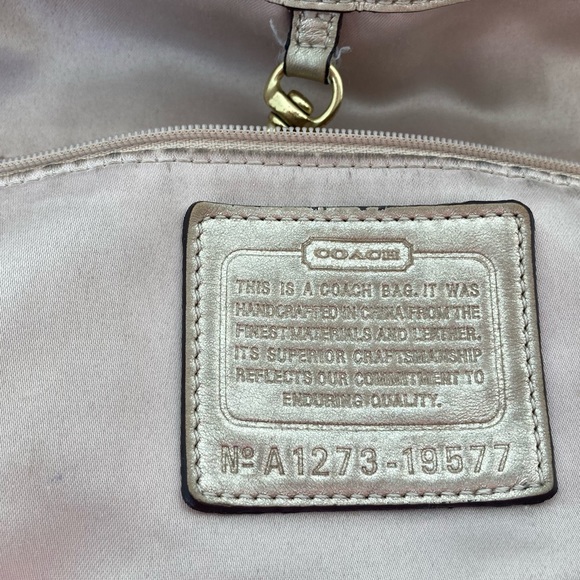 COACH
THIS IS A COACH BAG. IT WAS
HANDCRAFTED IN CHINA FROM THE
FINEST MATERIALS AND LEATHER.
ITS SUPERIOR CRAFTSMANSHIP
REFLECTS OUR COMMITMENT TO
ENDURING QUALITY.
Nº A1273-19577